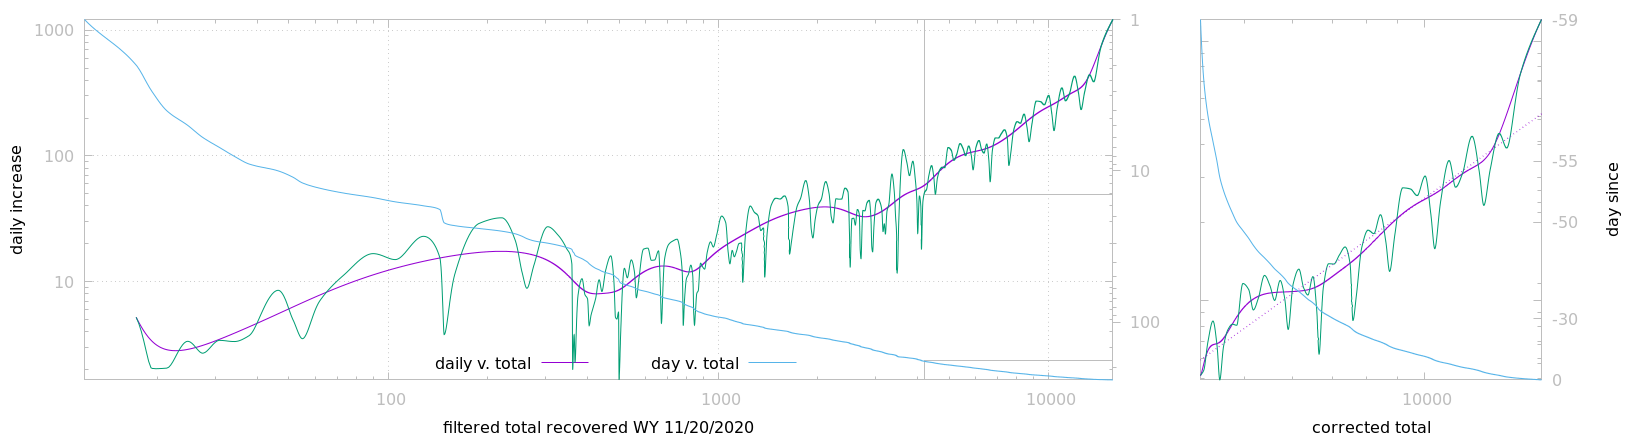 1000
100
10
daily increase
1
10
100
daily v. total
day v. total
100
1000
10000
filtered total recovered WY 11/20/2020
-59
-55
-50
-30
0
day since
10000
corrected total